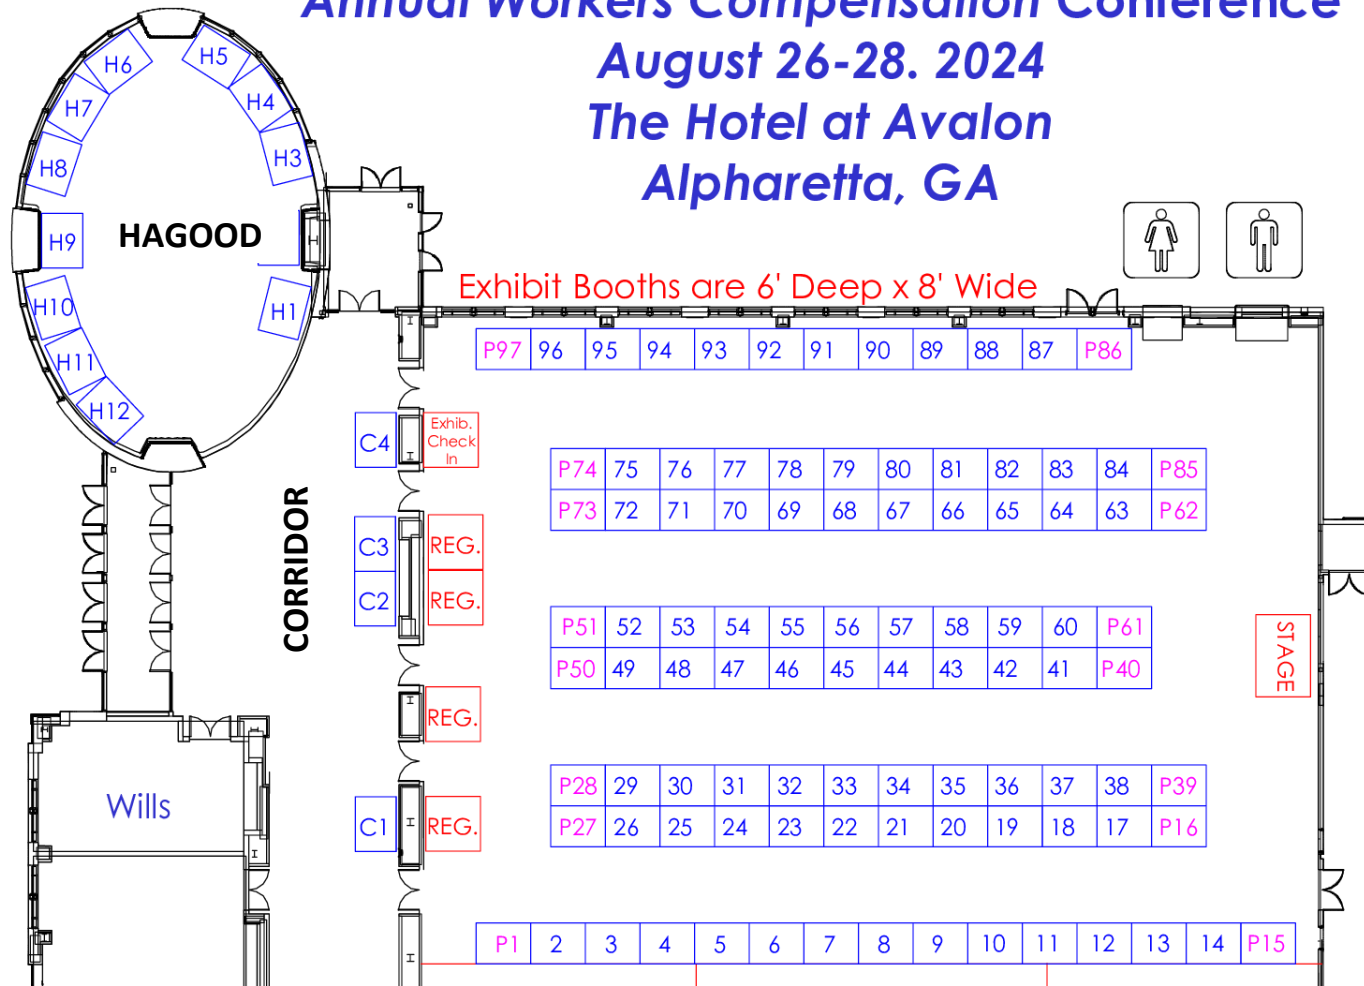 Annual Workers Compensation Conference
August 26-28. 2024
The Hotel at Avalon
Alpharetta, GA
Exhibit Booths are 6' Deep x 8' Wide
H6 H5
H7 H4
H8 H3
H9 HAGOOD
H10 H1
H11
H12
P97 96 95 94 93 92 91 90 89 88 87 P86
C4
Exhib.
Check
In
P74 75 76 77 78 79 80 81 82 83 84 P85
P73 72 71 70 69 68 67 66 65 64 63 P62
CORRIDOR
C3 REG.
C2 REG.
P51 52 53 54 55 56 57 58 59 60 P61
P50 49 48 47 46 45 44 43 42 41 P40
STAGE
REG.
Wills
P28 29 30 31 32 33 34 35 36 37 38 P39
C1 REG.
P27 26 25 24 23 22 21 20 19 18 17 P16
P1 2 3 4 5 6 7 8 9 10 11 12 13 14 P15